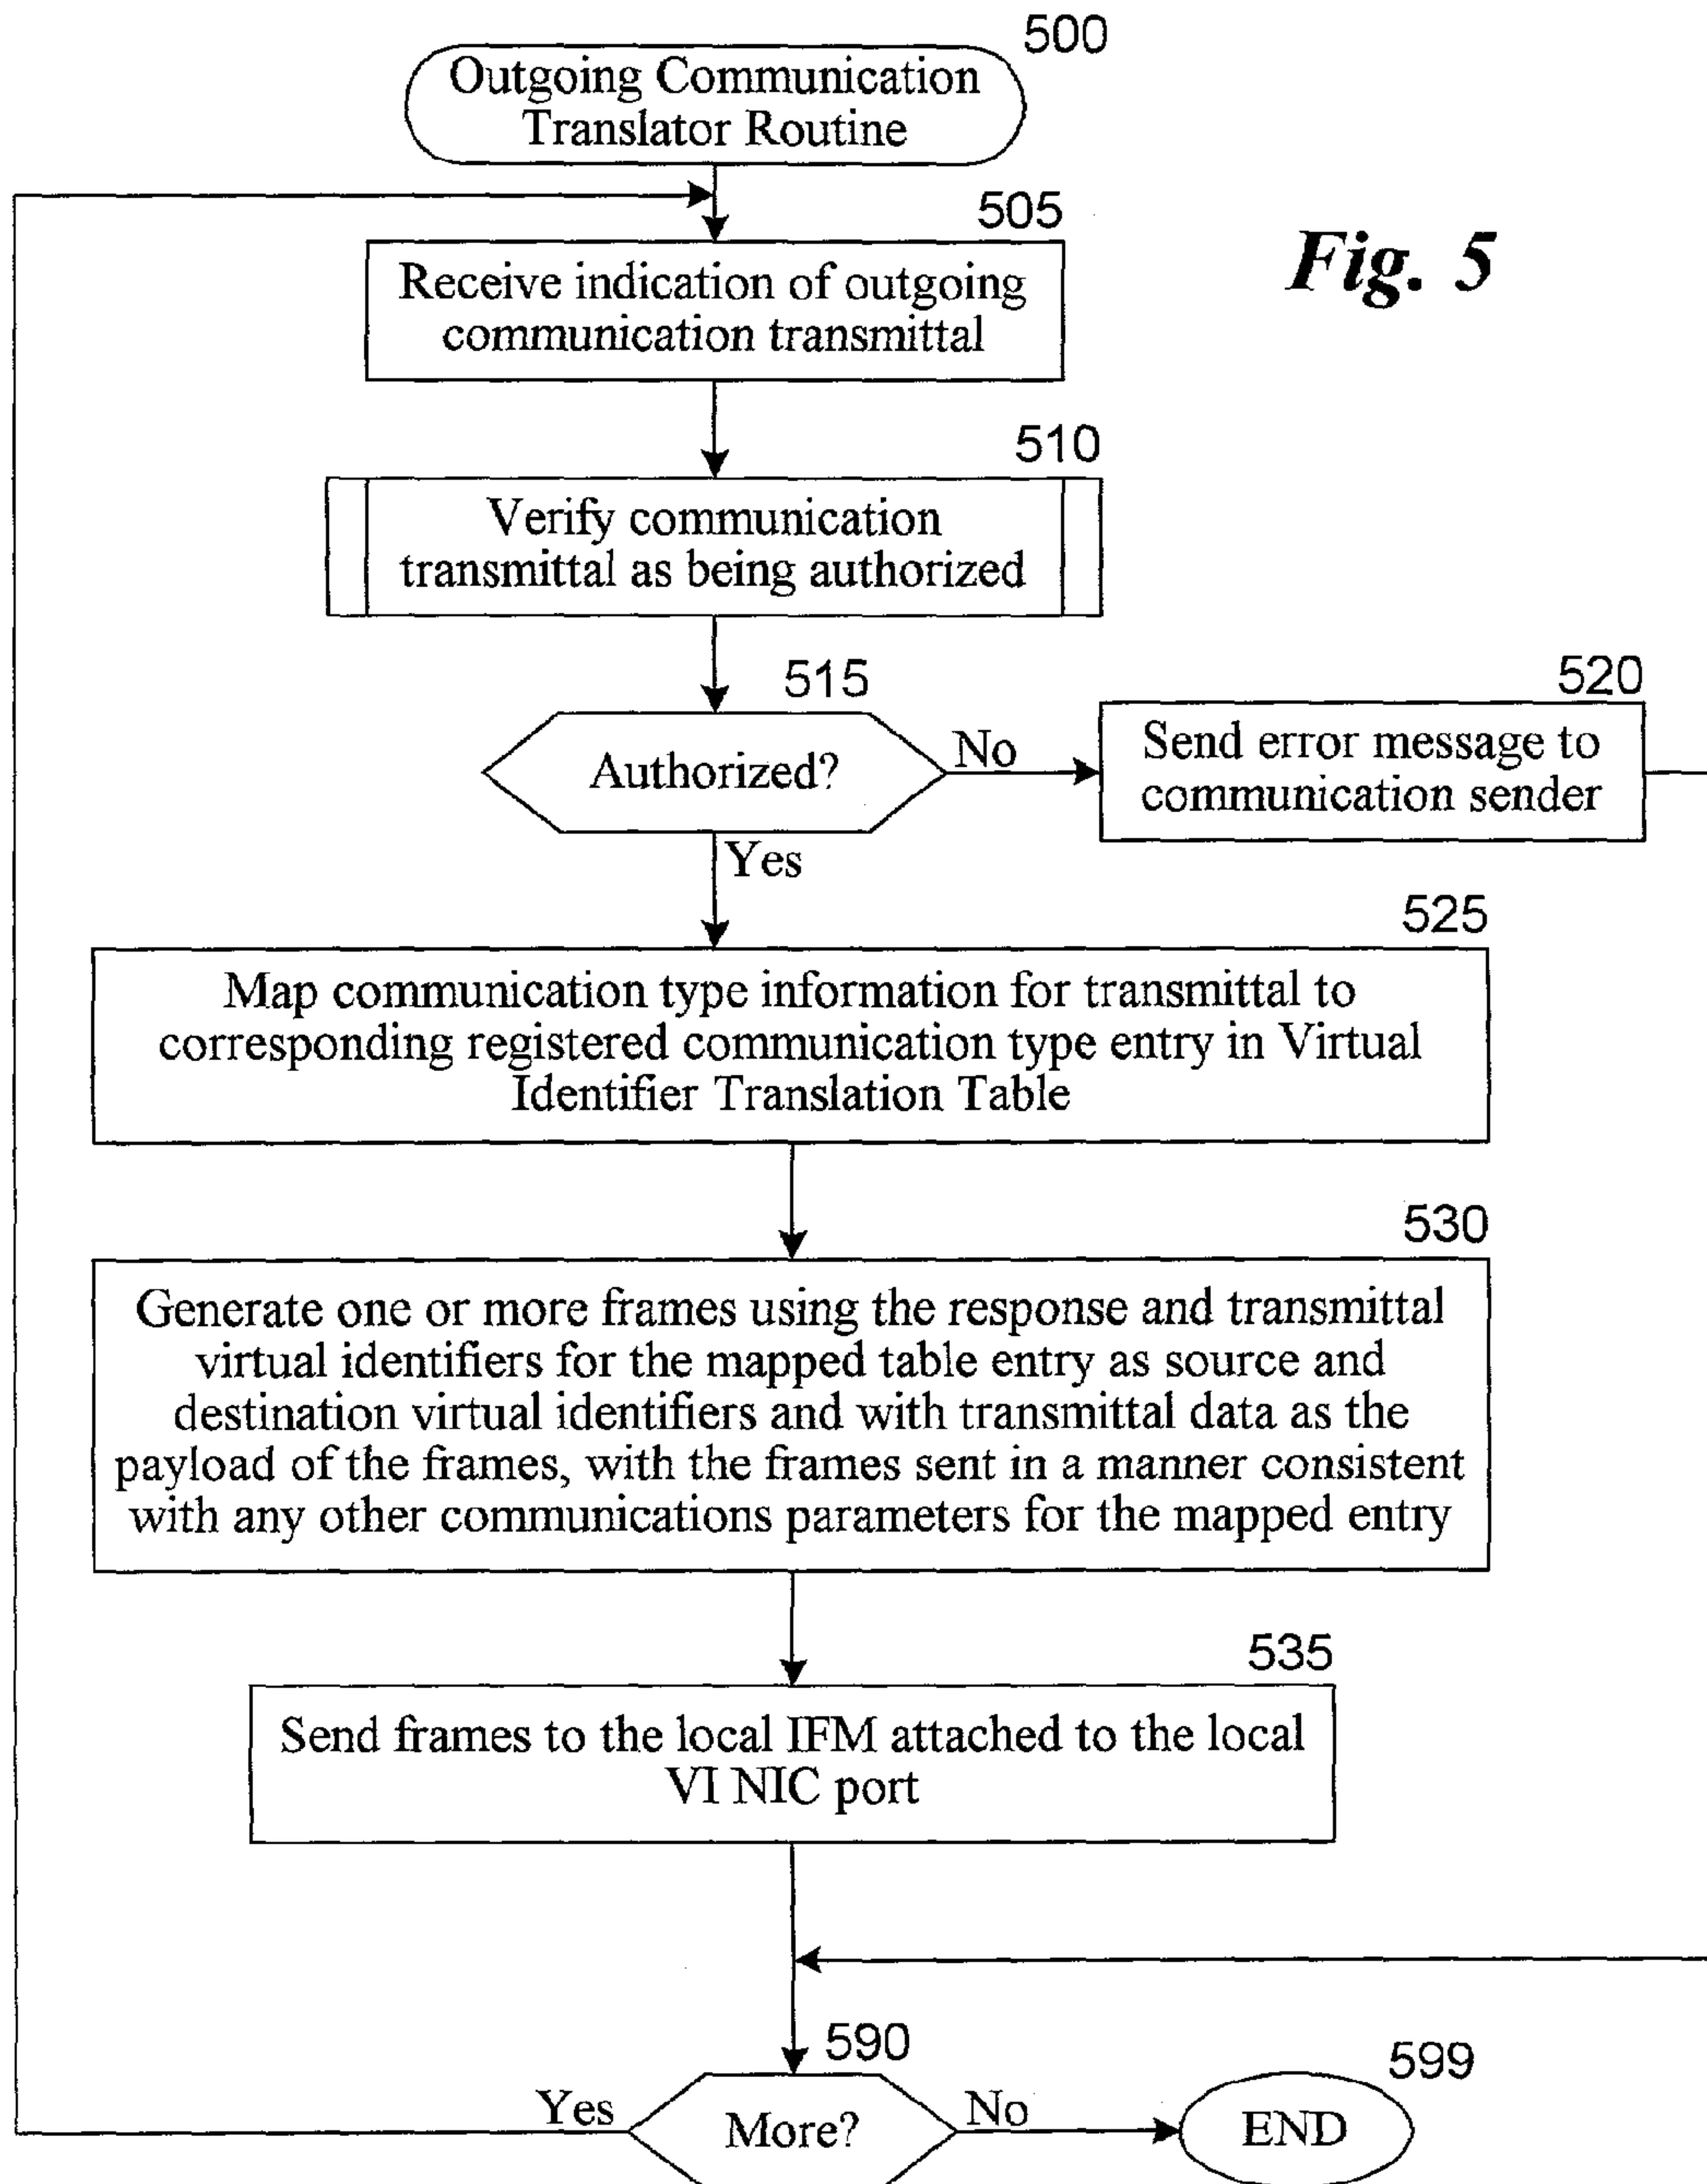 500
Outgoing Communication
Translator Routine
505
Fig. 5
Receive indication of outgoing
communication transmittal
510
Verify communication
transmittal as being authorized
515
520
Authorized?
No
Send error message to
communication sender
Yes
525
Map communication type information for transmittal to
corresponding registered communication type entry in Virtual
Identifier Translation Table
530
Generate one or more frames using the response and transmittal
virtual identifiers for the mapped table entry as source and
destination virtual identifiers and with transmittal data as the
payload of the frames, with the frames sent in a manner consistent
with any other communications parameters for the mapped entry
535
Send frames to the local IFM attached to the local
VI NIC port
590
599
Yes
More?
No
END